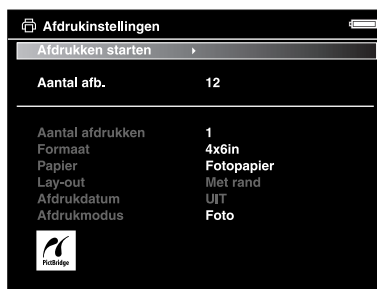 Afdrukinstellingen
Afdrukken starten
Aantal afb. 12
Aantal afdrukken 1
Formaat 4x6in
Papier Fotopapier
Lay-out Met rand
Afdrukdatum UIT
Afdrukmodus Foto
PictBridge